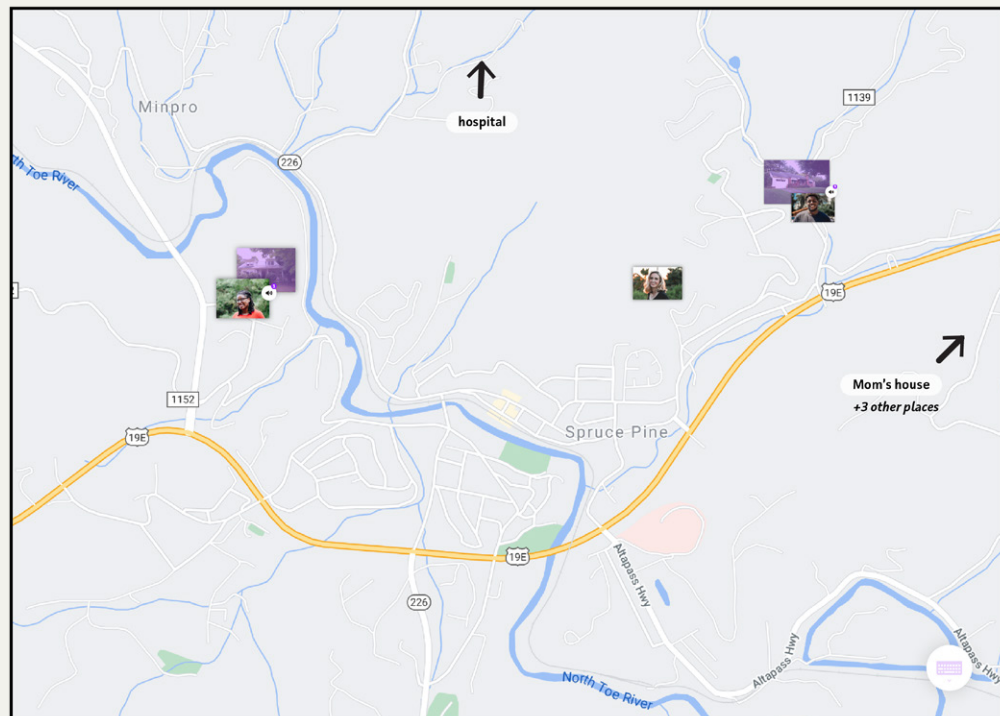 hospital
1139
Minpro
226
th Toe River
19E
Mom's house
+3 other places
1152
19E
Spruce Pine
19E
Altapass Hwy
226
Altapass Hwy
Altapass Hwy
North Toe River